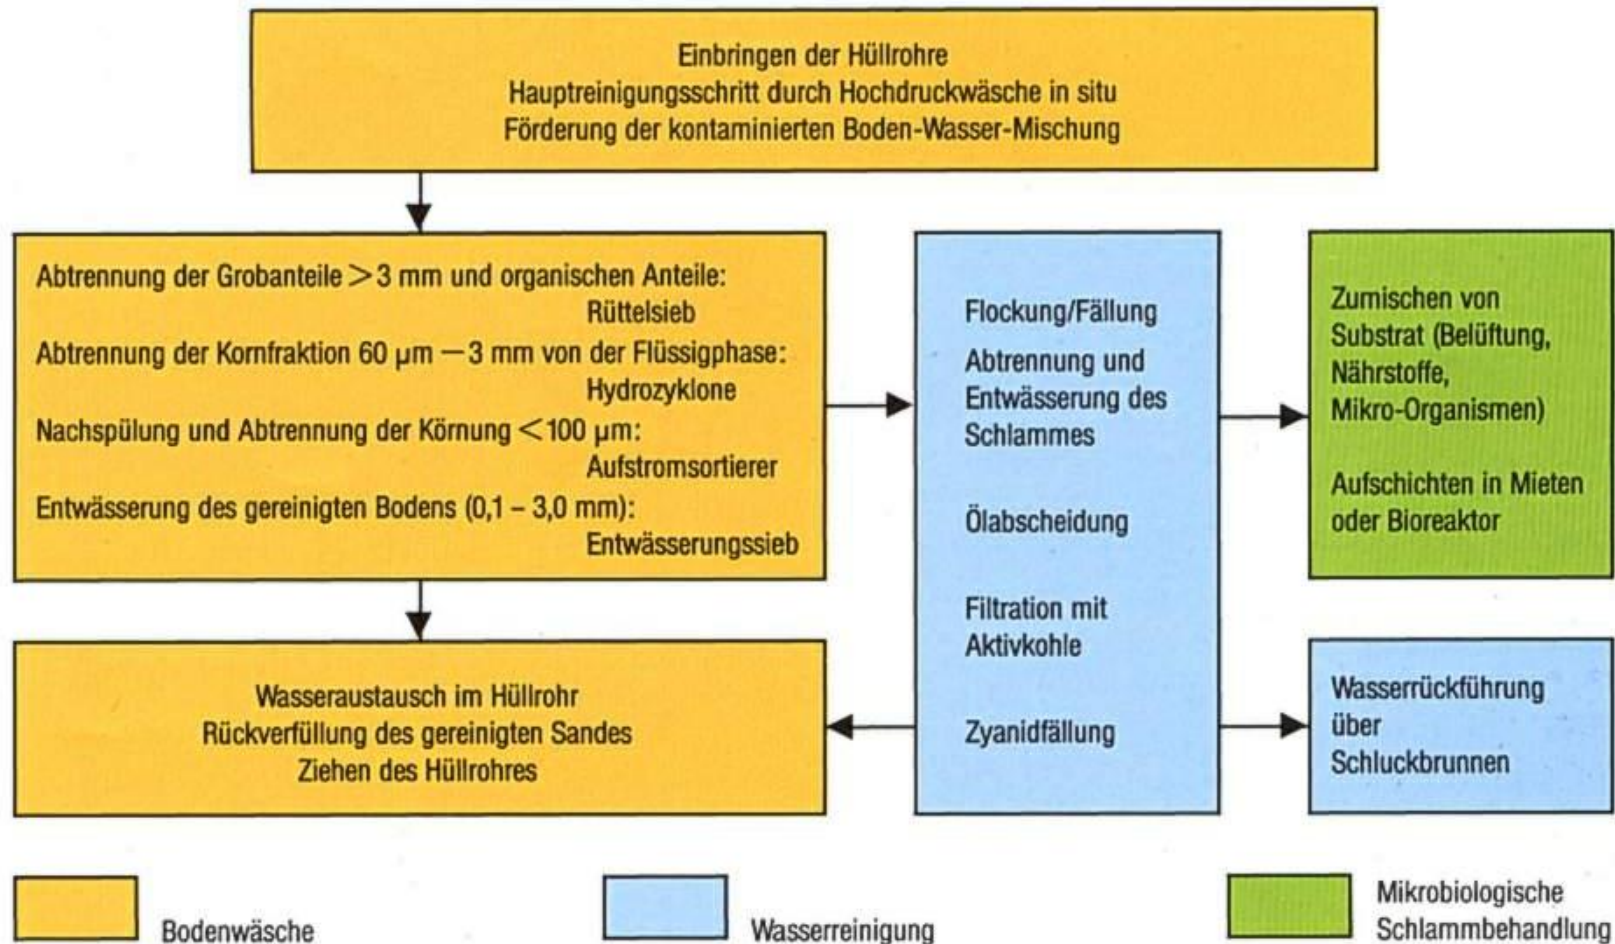 Einbringen der Hüllrohre
Hauptreinigungsschritt durch Hochdruckwäsche in situ
Förderung der kontaminierten Boden-Wasser-Mischung
Abtrennung der Grobanteile >3 mm und organischen Anteile:
Rüttelsieb
Abtrennung der Kornfraktion 60 µm — 3 mm von der Flüssigphase:
Hydrozyklone
Nachspülung und Abtrennung der Körnung <100 µm:
Aufstromsortierer
Entwässerung des gereinigten Bodens (0,1 – 3,0 mm):
Entwässerungssieb
Flockung/Fällung
Abtrennung und
Entwässerung des
Schlammes
Ölabscheidung
Filtration mit
Aktivkohle
Zyanidfällung
Zumischen von
Substrat (Belüftung,
Nährstoffe,
Mikro-Organismen)
Aufschichten in Mieten
oder Bioreaktor
Wasseraustausch im Hüllrohr
Rückverfüllung des gereinigten Sandes
Ziehen des Hüllrohres
Wasserrückführung
über
Schluckbrunnen
Bodenwäsche
Wasserreinigung
Mikrobiologische
Schlammbehandlung